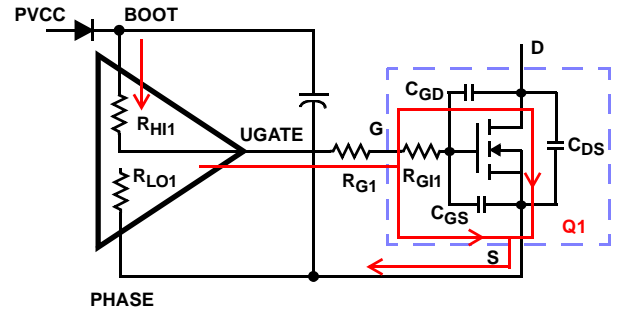 PVCC
BOOT
D
CGD
RHI1
UGATE
G
CDS
RLO1
RG1
RGI1
CGS
Q1
S
PHASE